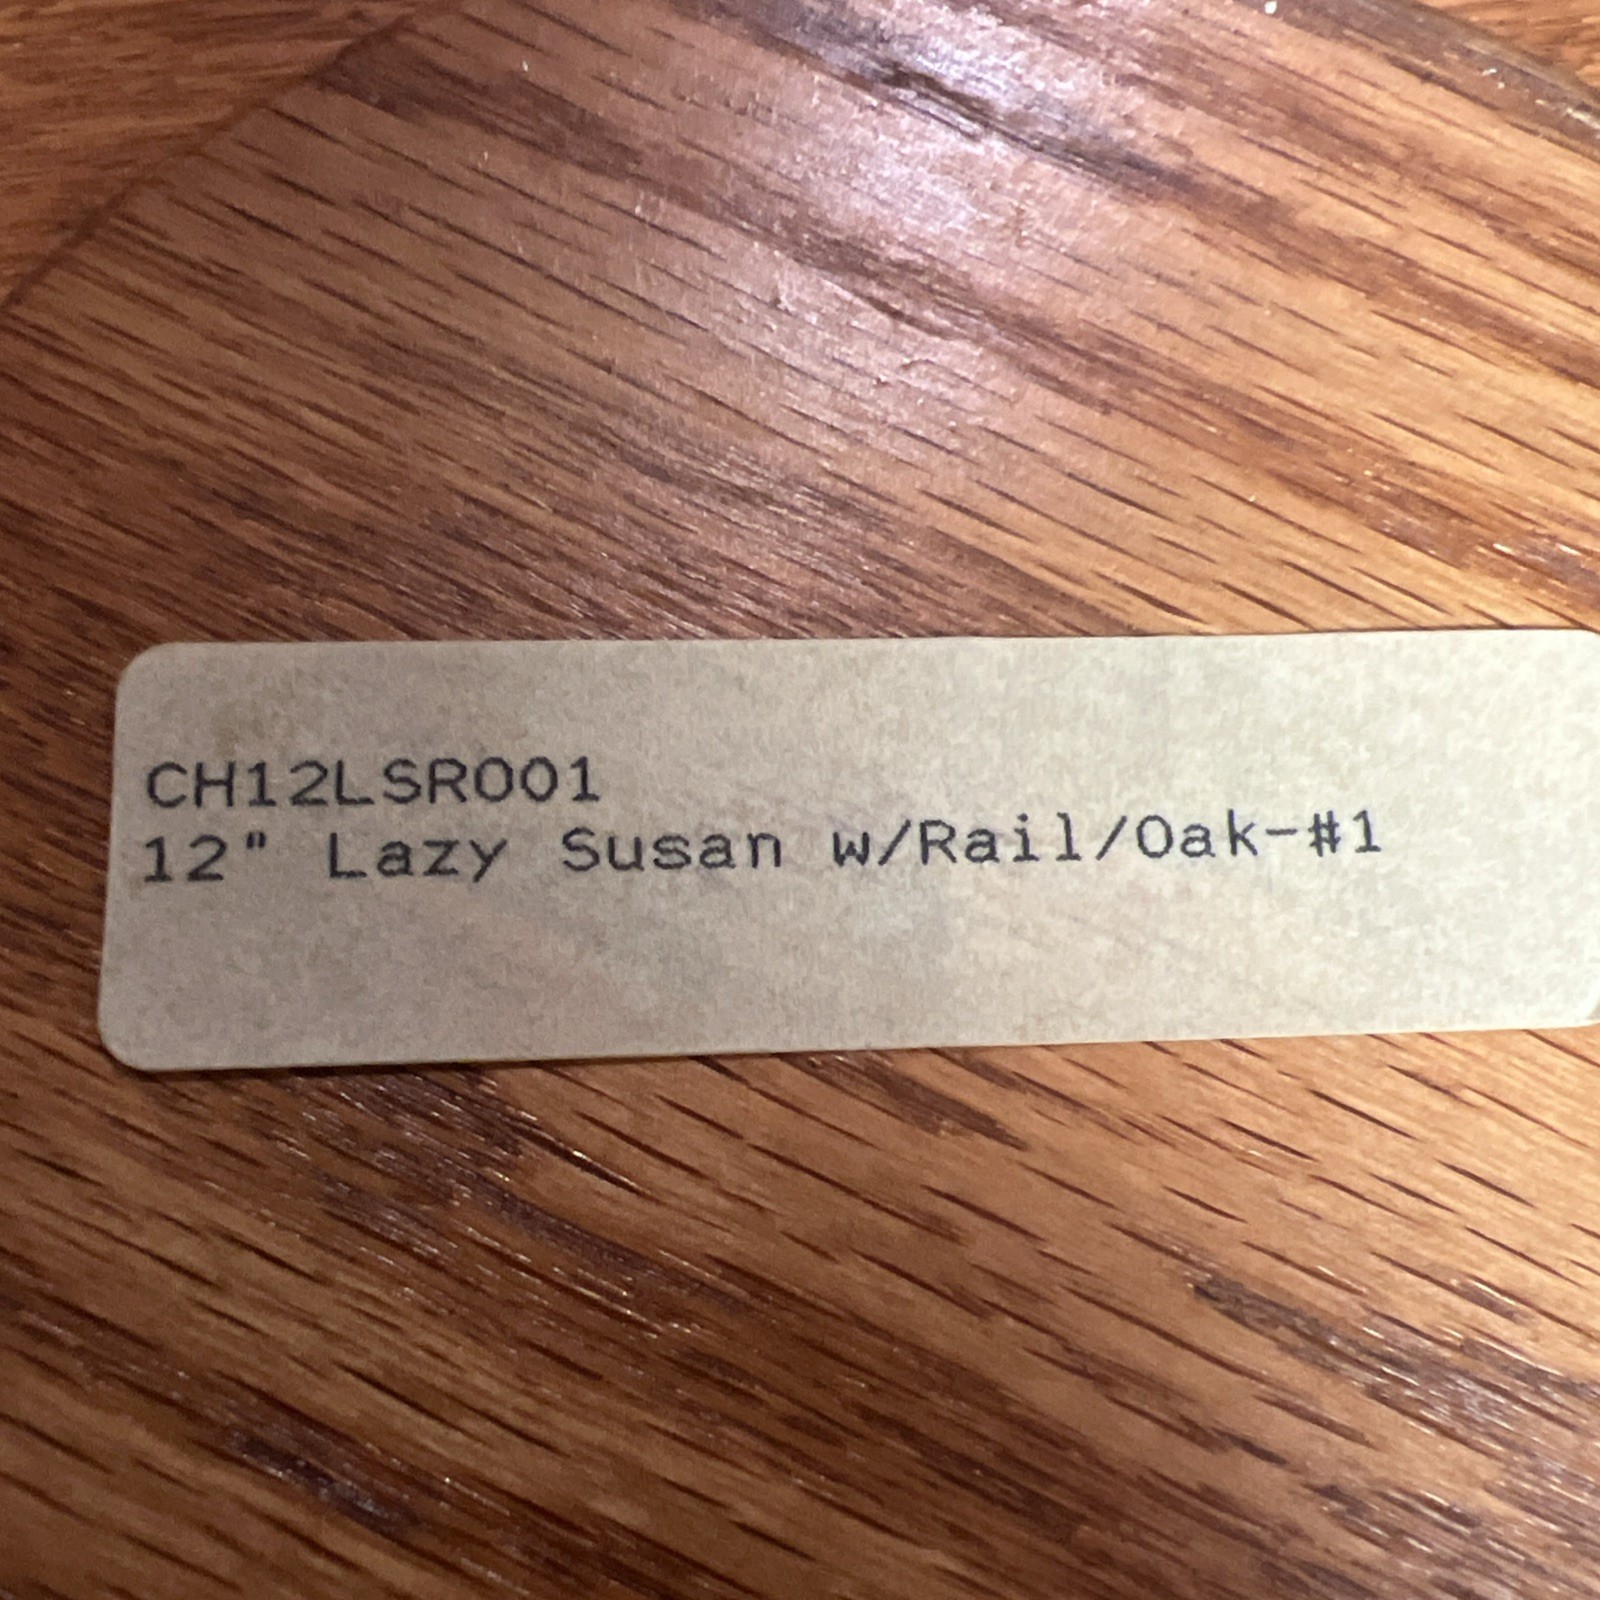 CH12LSR001
12" Lazy Susan w/Rail/Oak-#1